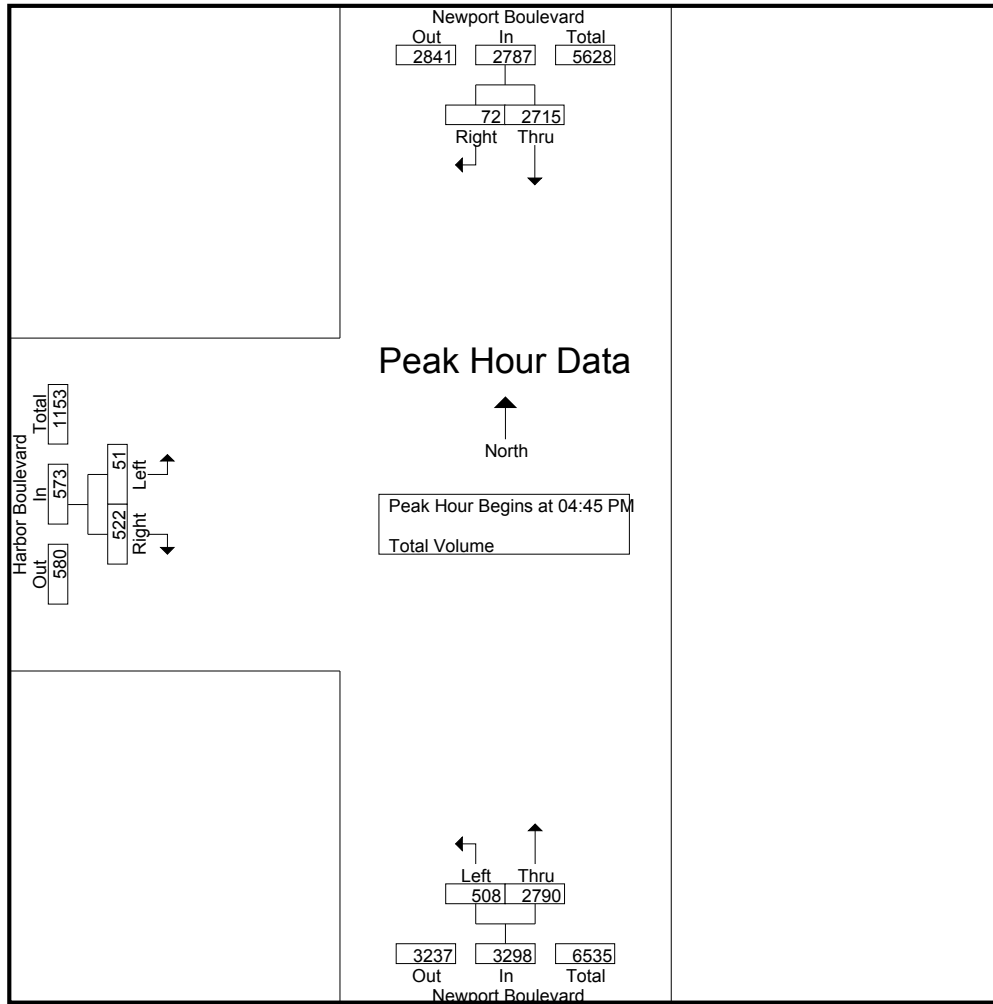 Newport Boulevard
Out In Total
2841 2787 5628
72 2715
Right Thru
Peak Hour Data
North
Peak Hour Begins at 04:45 PM
Total Volume
Harbor Boulevard
Out In Total
580 573 1153
Right Left
522 51
Left Thru
508 2790
3237 3298 6535
Out In Total
Newport Boulevard